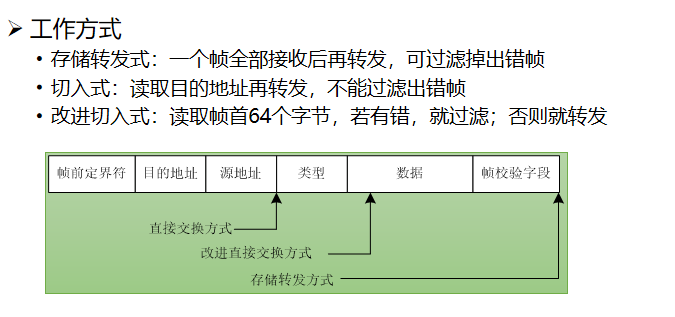 ➢ 工作方式
• 存储转发式：一个帧全部接收后再转发，可过滤掉出错帧
• 切入式：读取目的地址再转发，不能过滤出错帧
• 改进切入式：读取帧首64个字节，若有错，就过滤；否则就转发
帧前定界符 目的地址 源地址 类型 数据 帧校验字段
直接交换方式
改进直接交换方式
存储转发方式